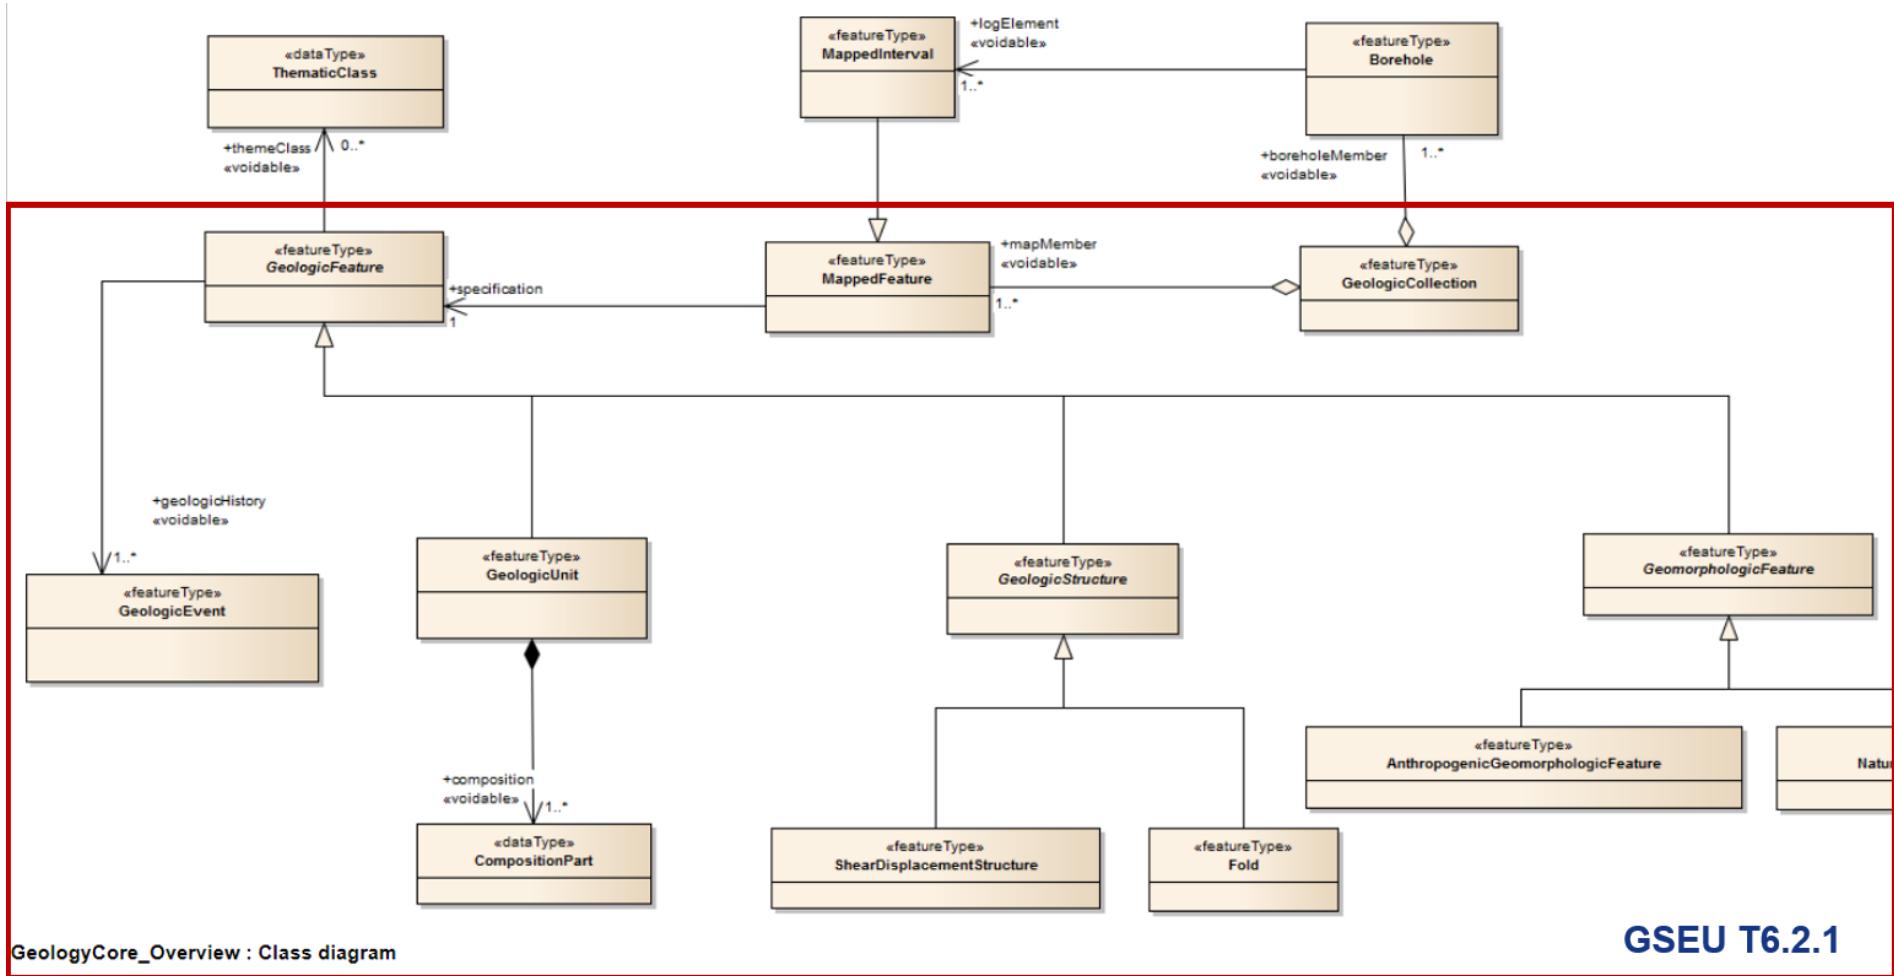 «dataType»
ThematicClass
«featureType»
MappedInterval
+logElement
«voidable»
1..*
«featureType»
Borehole
+themeClass
«voidable»
0..*
+boreholeMember
«voidable»
1..*
«featureType»
GeologicFeature
+specification
1
«featureType»
MappedFeature
+mapMember
«voidable»
1..*
«featureType»
GeologicCollection
+geologicHistory
«voidable»
1..*
«featureType»
GeologicEvent
«featureType»
GeologicUnit
«featureType»
GeologicStructure
«featureType»
GeomorphologicFeature
+composition
«voidable»
1..*
«dataType»
CompositionPart
«featureType»
ShearDisplacementStructure
«featureType»
Fold
«featureType»
AnthropogenicGeomorphologicFeature
Natu
GeologyCore_Overview : Class diagram
GSEU T6.2.1